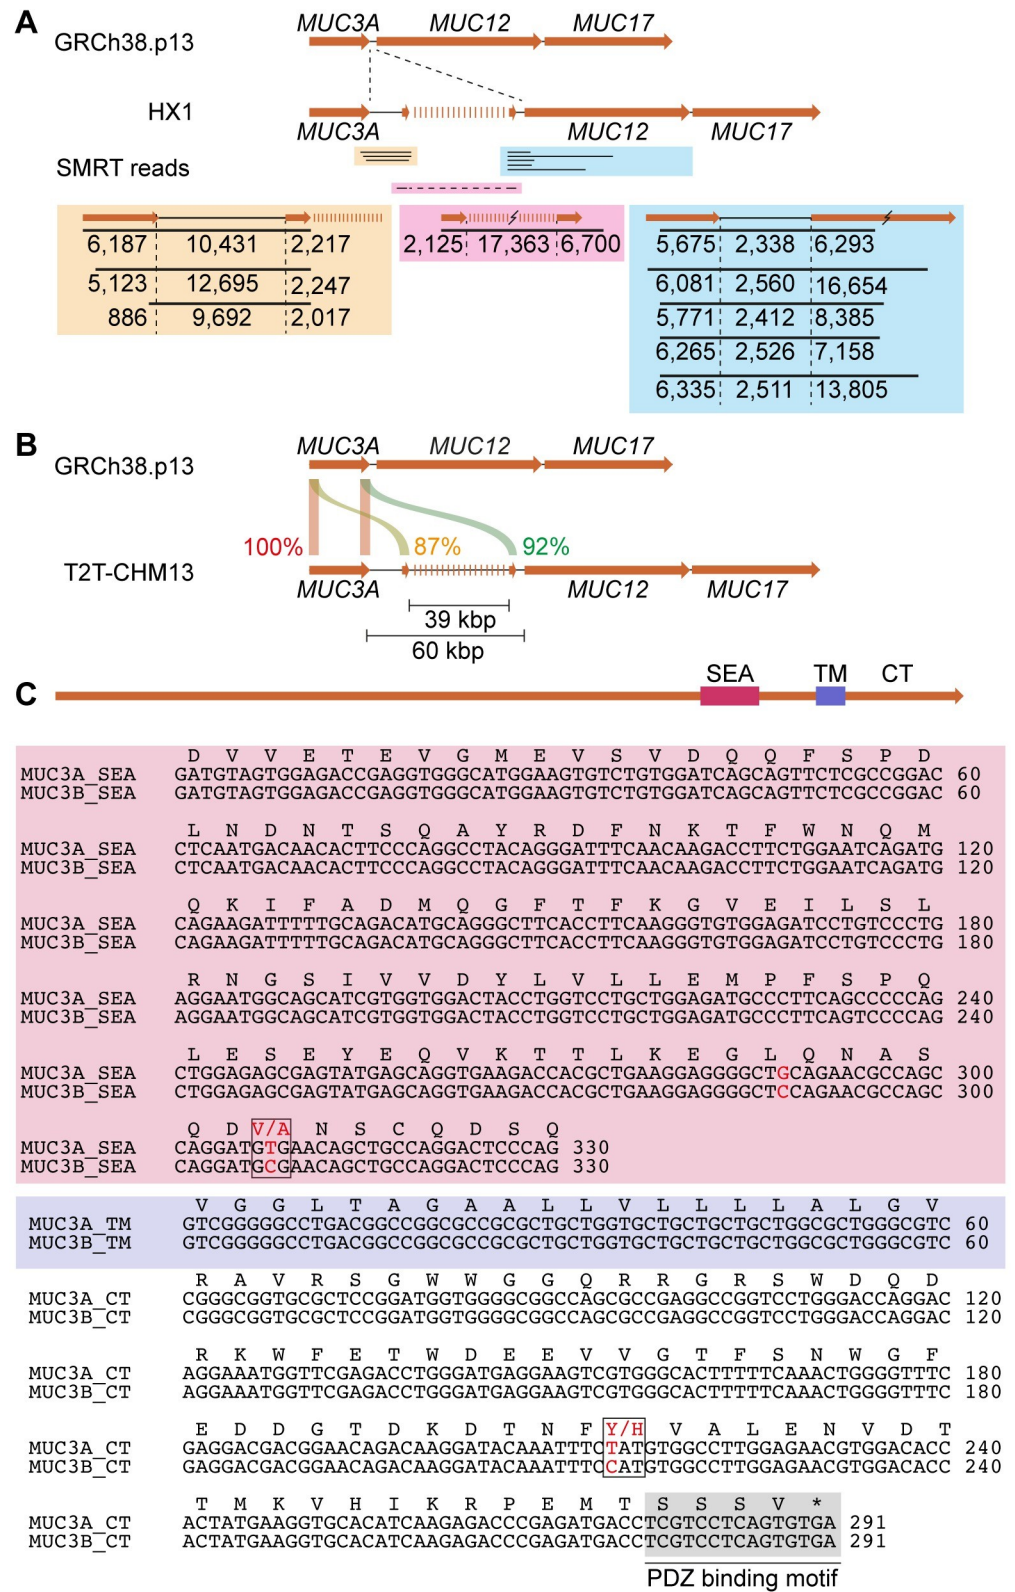 A
MUC3A MUC12 MUC17
GRCh38.p13
HX1
MUC3A MUC12 MUC17
SMRT reads
6,187 10,431 2,217
5,123 12,695 2,247
886 9,692 2,017
2,125 17,363 6,700
5,675 2,338 6,293
6,081 2,560 16,654
5,771 2,412 8,385
6,265 2,526 7,158
6,335 2,511 13,805
B
MUC3A MUC12 MUC17
GRCh38.p13
100% 87% 92%
T2T-CHM13
MUC3A MUC12 MUC17
39 kbp
60 kbp
C
SEA TM CT
D V V E T E V G M E V S V D Q Q F S P D
MUC3A_SEA GATGTAGTGGAGACCGAGGTGGGCATGGAAGTGTCTGTGGATCAGCAGTTCTCGCCGGAC 60
MUC3B_SEA GATGTAGTGGAGACCGAGGTGGGCATGGAAGTGTCTGTGGATCAGCAGTTCTCGCCGGAC 60
L N D N T S Q A Y R D F N K T F W N Q M
MUC3A_SEA CTCAATGACAACACTTCCCAGGCCTACAGGGATTTCAACAAGACCTTCTGGAATCAGATG 120
MUC3B_SEA CTCAATGACAACACTTCCCAGGCCTACAGGGATTTCAACAAGACCTTCTGGAATCAGATG 120
Q K I F A D M Q G F T F K G V E I L S L
MUC3A_SEA CAGAAGATTTTTGCAGACATGCAGGGCTTCACCTTCAAGGGTGTGGAGATCCTGTCCCTG 180
MUC3B_SEA CAGAAGATTTTTGCAGACATGCAGGGCTTCACCTTCAAGGGTGTGGAGATCCTGTCCCTG 180
R N G S I V V D Y L V L L E M P F S P Q
MUC3A_SEA AGGAATGGCAGCATCGTGGTGGACTACCTGGTCCTGCTGGAGATGCCCTTCAGCCCCCAG 240
MUC3B_SEA AGGAATGGCAGCATCGTGGTGGACTACCTGGTCCTGCTGGAGATGCCCTTCAGTCCCCAG 240
L E S E Y E Q V K T T L K E G L Q N A S
MUC3A_SEA CTGGAGAGCGAGTATGAGCAGGTGAAGACCACGCTGAAGGAGGGGCTGCAGAACGCCAGC 300
MUC3B_SEA CTGGAGAGCGAGTATGAGCAGGTGAAGACCACGCTGAAGGAGGGGCTCCAGAACGCCAGC 300
Q D V/A N S C Q D S Q
MUC3A_SEA CAGGATGTGAACAGCTGCCAGGACTCCCAG 330
MUC3B_SEA CAGGATGCGAACAGCTGCCAGGACTCCCAG 330
V G G L T A G A A L L V L L L L A L G V
MUC3A_TM GTCGGGGGCCTGACGGCCGGCGCCGCGCTGCTGGTGCTGCTGCTGCTGGCGCTGGGCGTC 60
MUC3B_TM GTCGGGGGCCTGACGGCCGGCGCCGCGCTGCTGGTGCTGCTGCTGCTGGCGCTGGGCGTC 60
R A V R S G W W G G Q R R G R S W D Q D
MUC3A_CT CGGGCGGTGCGCTCCGGATGGTGGGGCGGCCAGCGCCGAGGCCGGTCCTGGGACCAGGAC 120
MUC3B_CT CGGGCGGTGCGCTCCGGATGGTGGGGCGGCCAGCGCCGAGGCCGGTCCTGGGACCAGGAC 120
R K W F E T W D E E V V G T F S N W G F
MUC3A_CT AGGAAATGGTTCGAGACCTGGGATGAGGAAGTCGTGGGCACTTTTTCAAACTGGGGTTTC 180
MUC3B_CT AGGAAATGGTTCGAGACCTGGGATGAGGAAGTCGTGGGCACTTTTTCAAACTGGGGTTTC 180
E D D G T D K D T N F Y/H V A L E N V D T
MUC3A_CT GAGGACGACGGAACAGACAAGGATACAAATTTCTATGTGGCCTTGGAGAACGTGGACACC 240
MUC3B_CT GAGGACGACGGAACAGACAAGGATACAAATTTCCATGTGGCCTTGGAGAACGTGGACACC 240
T M K V H I K R P E M T S S S V *
MUC3A_CT ACTATGAAGGTGCACATCAAGAGACCCGAGATGACCTCGTCCTCAGTGTGA 291
MUC3B_CT ACTATGAAGGTGCACATCAAGAGACCCGAGATGACCTCGTCCTCAGTGTGA 291
PDZ binding motif